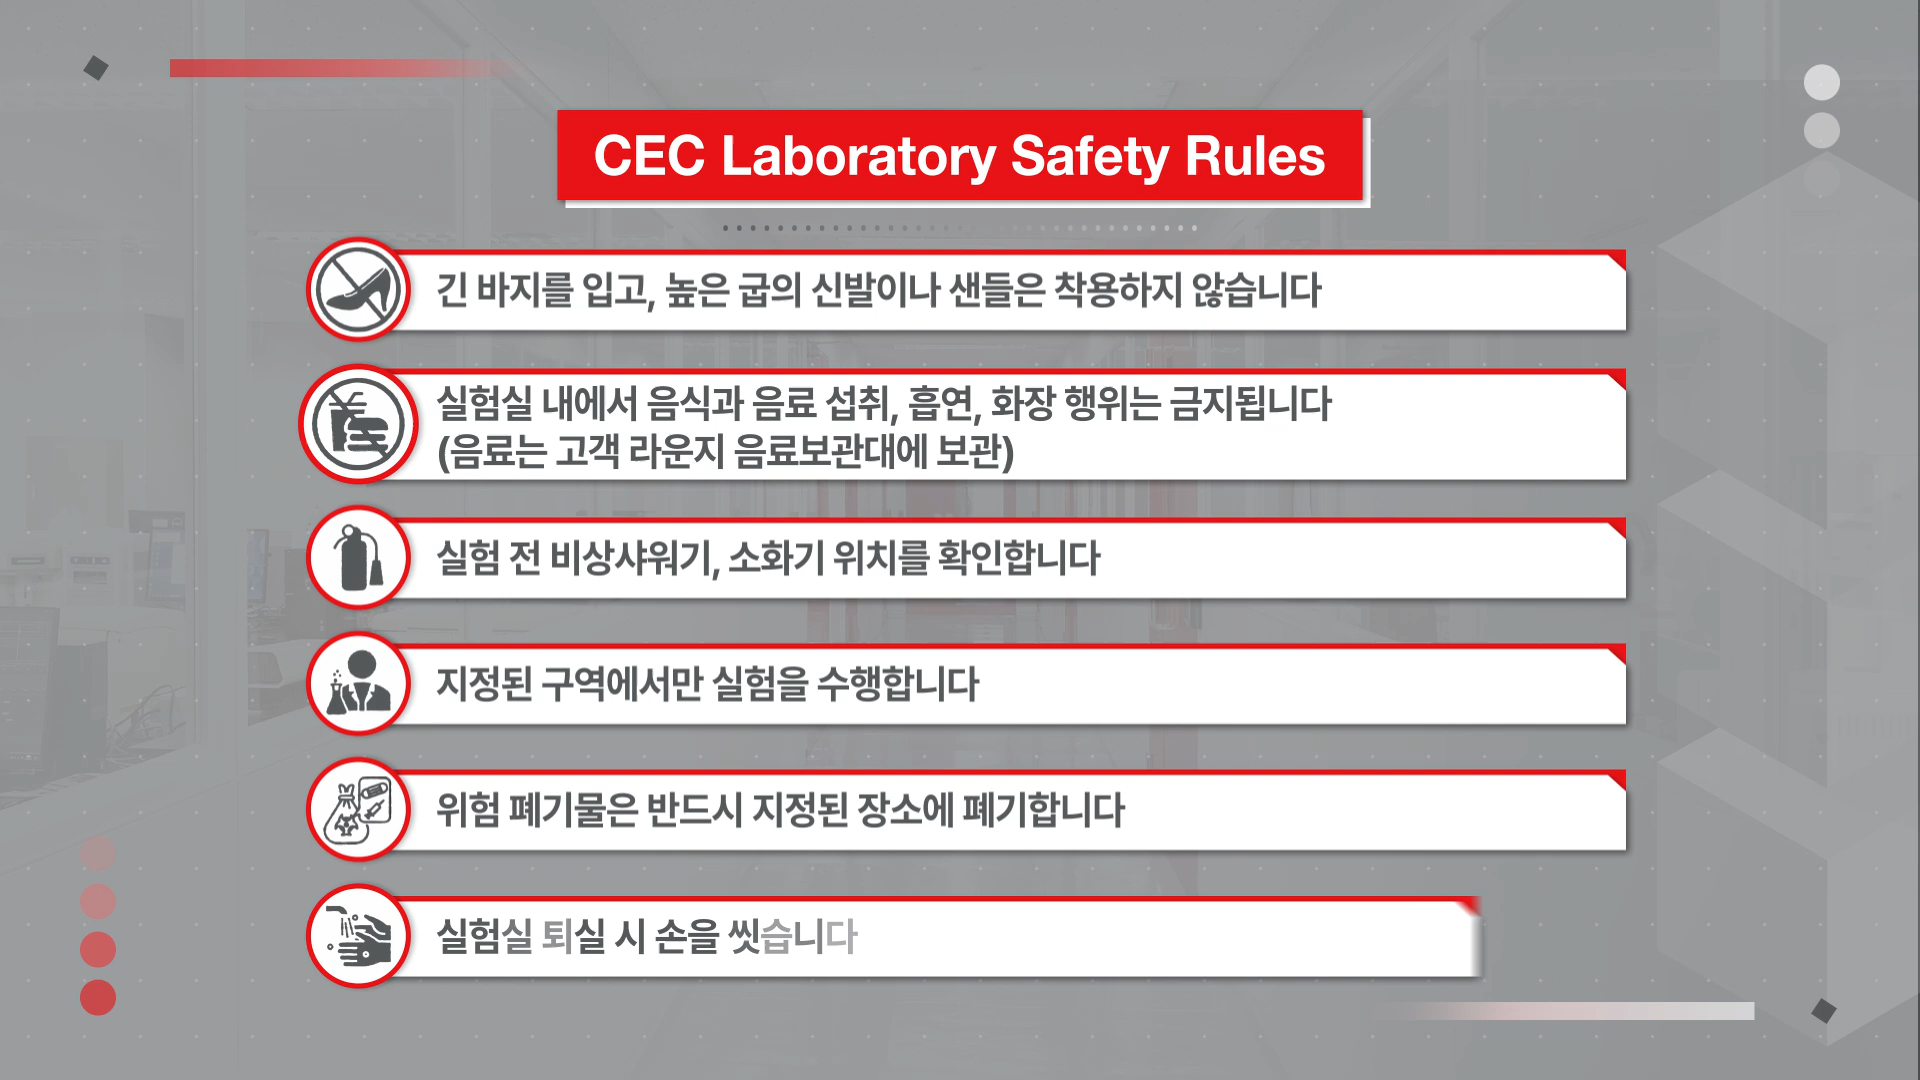 CEC Laboratory Safety Rules
긴 바지를 입고, 높은 굽의 신발이나 샌들은 착용하지 않습니다
실험실 내에서 음식과 음료 섭취, 흡연, 화장 행위는 금지됩니다
(음료는 고객 라운지 음료보관대에 보관)
실험 전 비상샤워기, 소화기 위치를 확인합니다
지정된 구역에서만 실험을 수행합니다
위험 폐기물은 반드시 지정된 장소에 폐기합니다
실험실 퇴실 시 손을 씻습니다